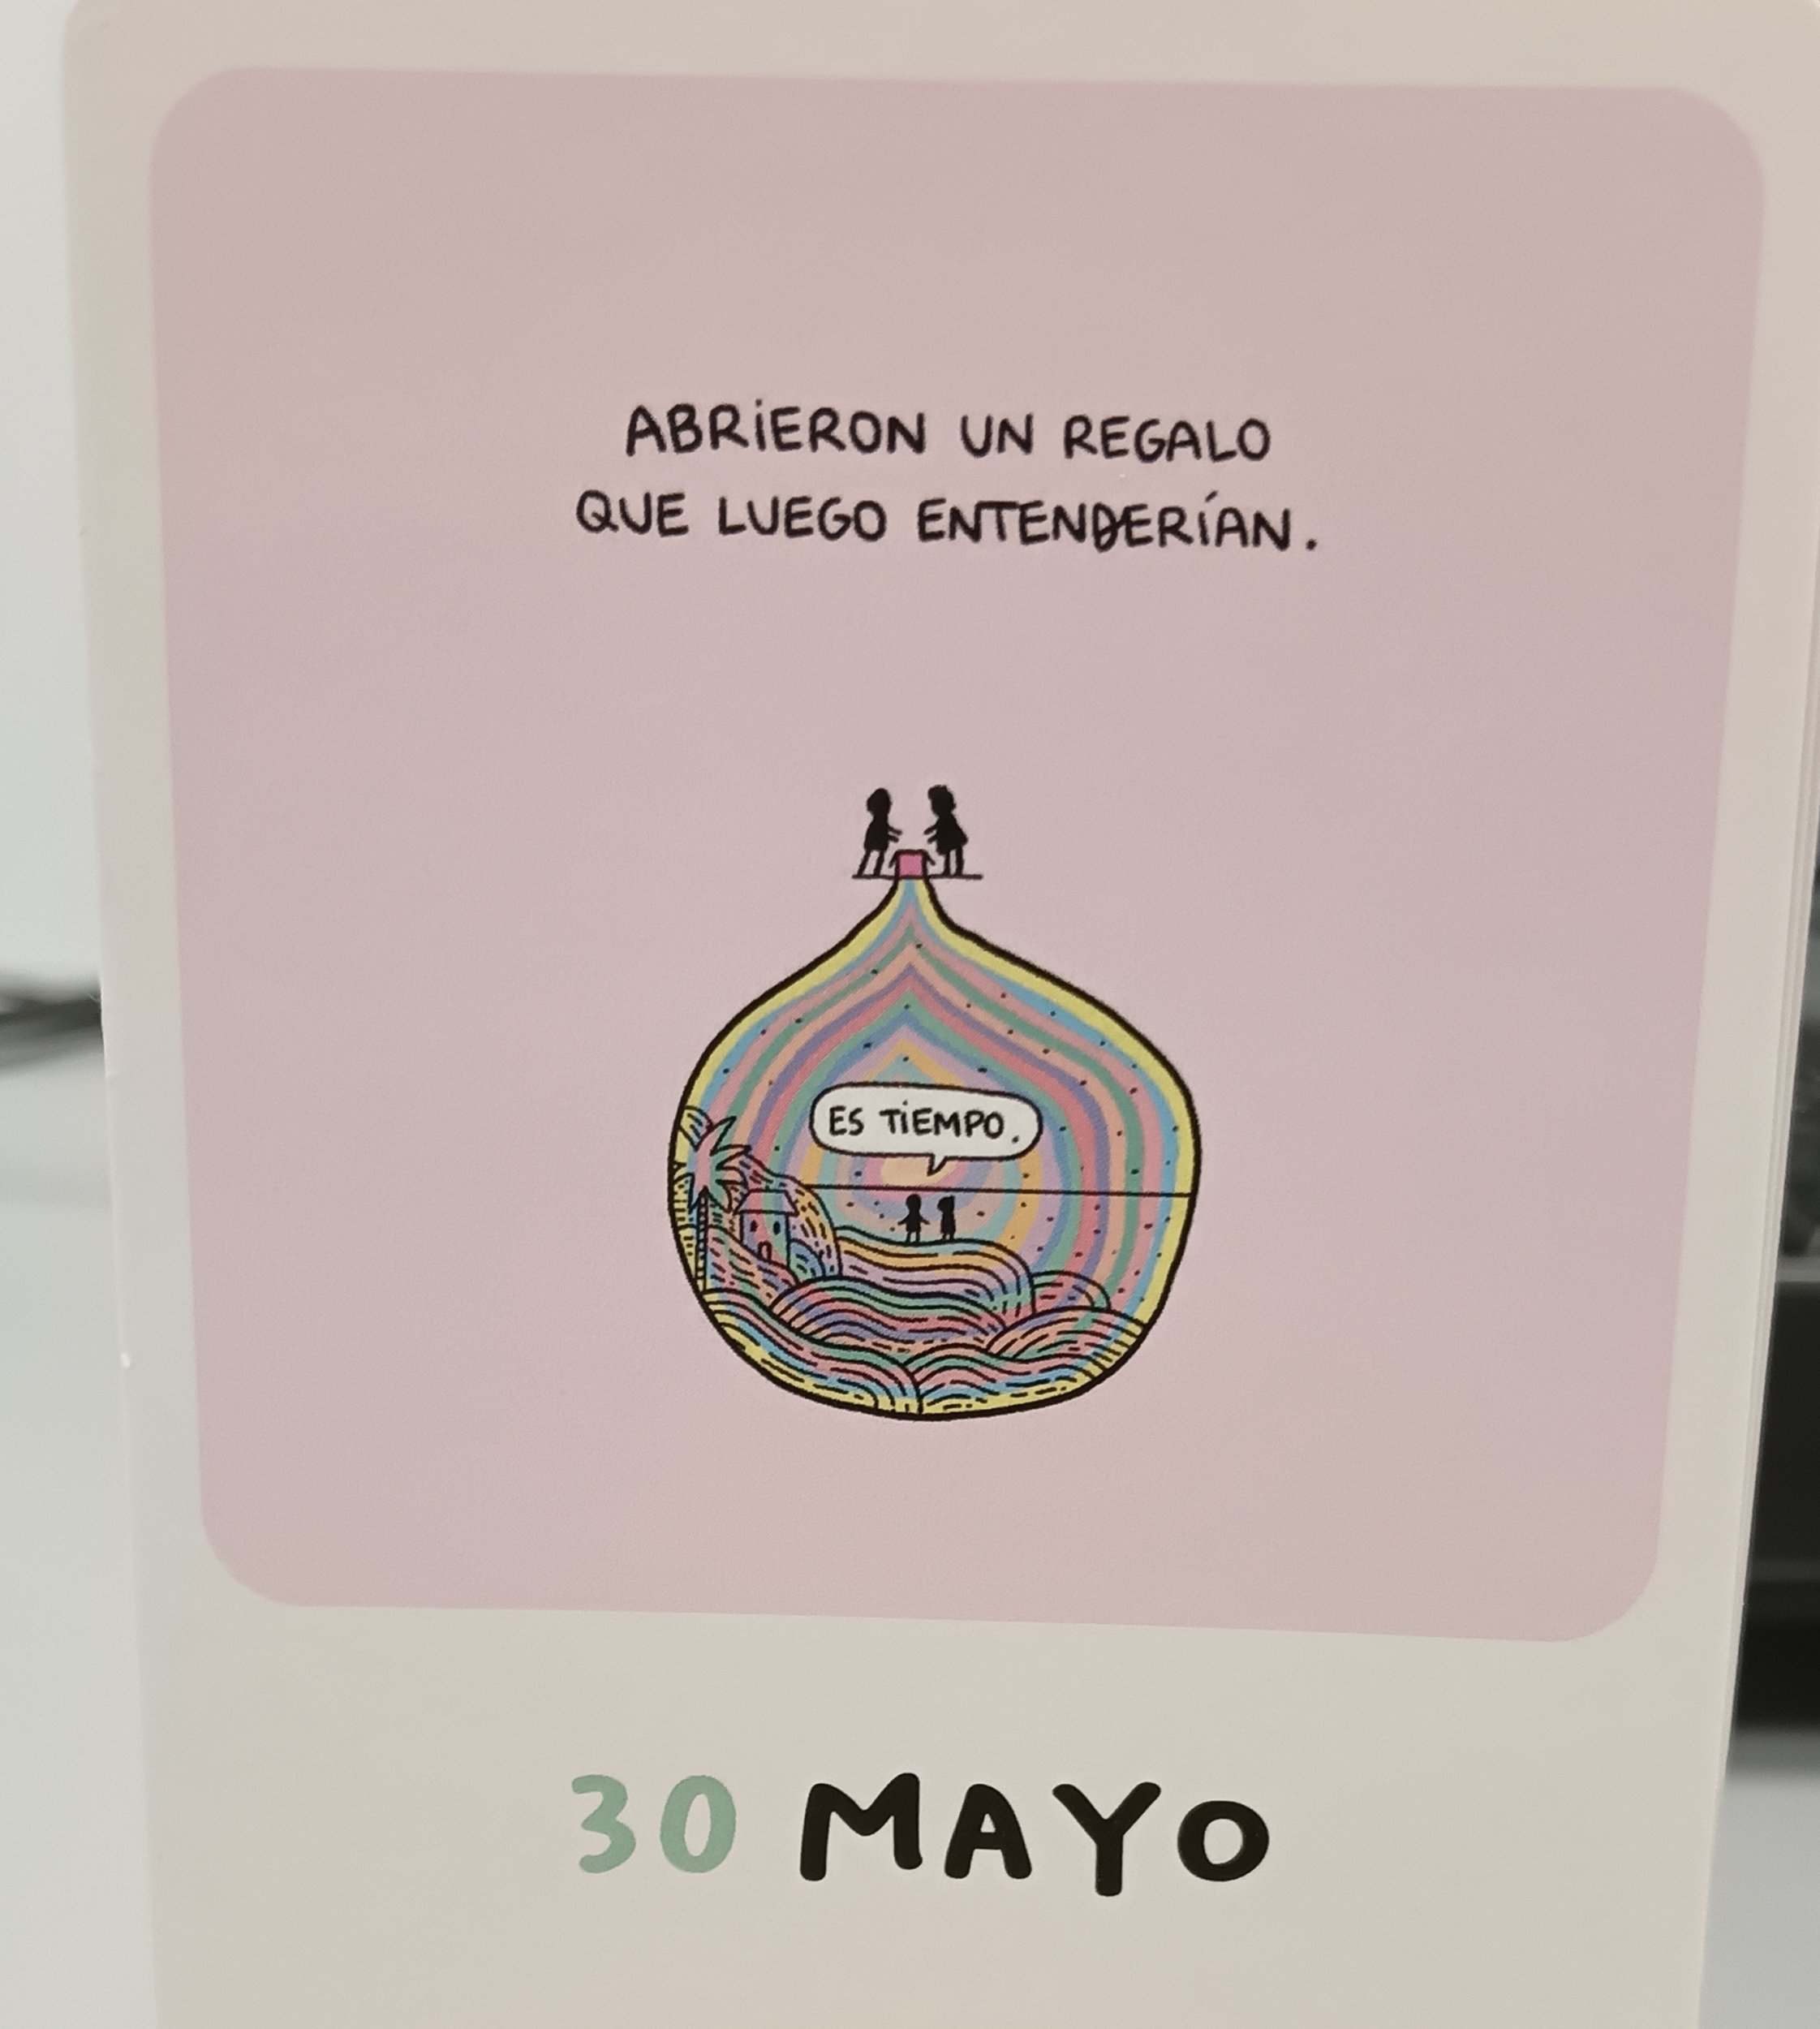 ABRIERON UN REGALO
QUE LUEGO ENTENDERÍAN.
ES TIEMPO.
30 MAYO